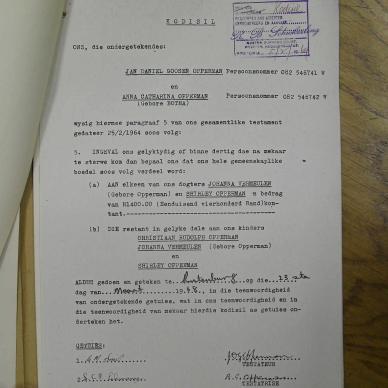 KODISIL
ONS, die ondergetekendes:
JAN DANIEL GOOSEN OPPERMAN Persoonsnommer 082 546741 W
en
ANNA CATHARINA OPPERMAN Persoonsnommer 082 546742 W
(Gebore BOTHA)
wysig hiermee paragraaf 5 van ons gesamentlike testament
gedateer 25/2/1964 soos volg:
5. INGEVAL ons gelyktydig of binne dertig dae na mekaar
te sterwe kom dan bepaal ons dat ons hele gemeenskaplike
boedel soos volg verdeel word:
(a) AAN elkeen van ons dogters JOHANNA VERMEULEN
(Gebore Opperman) en SHIRLEY OPPERMAN 'n bedrag
van R1400.00 (Eenduisend vierhonderd Rand) kon-
tant.
(b) DIE restant in gelyke dele aan ons kinders
CHRISTIAAN RUDOLPH OPPERMAN
JOHANNA VERMEULEN (Gebore Opperman)
en
SHIRLEY OPPERMAN
ALDUS gedoen en geteken te Rustenburg op die 23 ste
dag van Maart 196, in die teenwoordigheid
van ondergetekende getuies, wat in ons teenwoordigheid en in
die teenwoordigheid van mekaar hierdie kodisil as getuies on-
derteken het.
GETUIES:
1.
TESTATEUR
2.
TESTATRISE